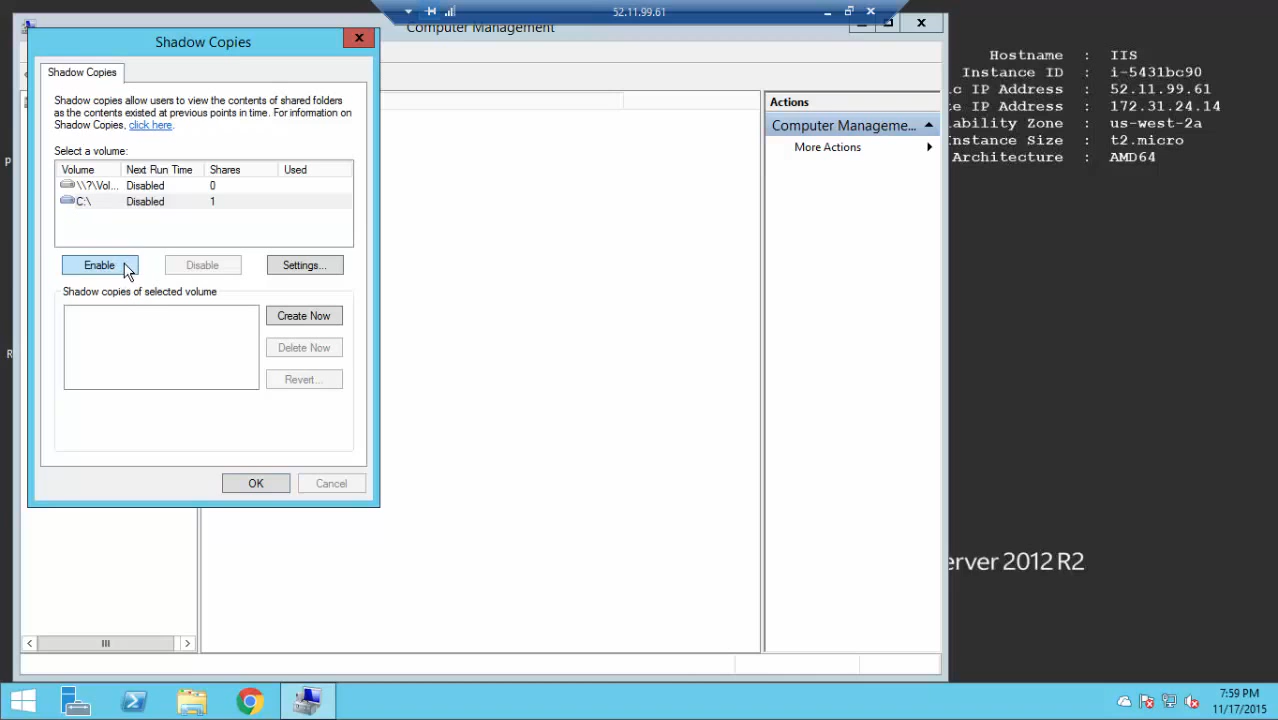 52.11.99.61
Computer Management
Shadow Copies
Shadow Copies
Shadow copies allow users to view the contents of shared folders
as the contents existed at previous points in time. For information on
Shadow Copies, click here.
Select a volume:
Volume Next Run Time Shares Used
\\?\Vol... Disabled 0
C:\ Disabled 1
Enable Disable Settings...
Shadow copies of selected volume
Create Now
Delete Now
Revert...
OK Cancel
Actions
Computer Manageme...
More Actions
Hostname : IIS
Instance ID : i-5431bc90
ic IP Address : 52.11.99.61
te IP Address : 172.31.24.14
lability Zone : us-west-2a
Instance Size : t2.micro
Architecture : AMD64
erver 2012 R2
7:59 PM
11/17/2015